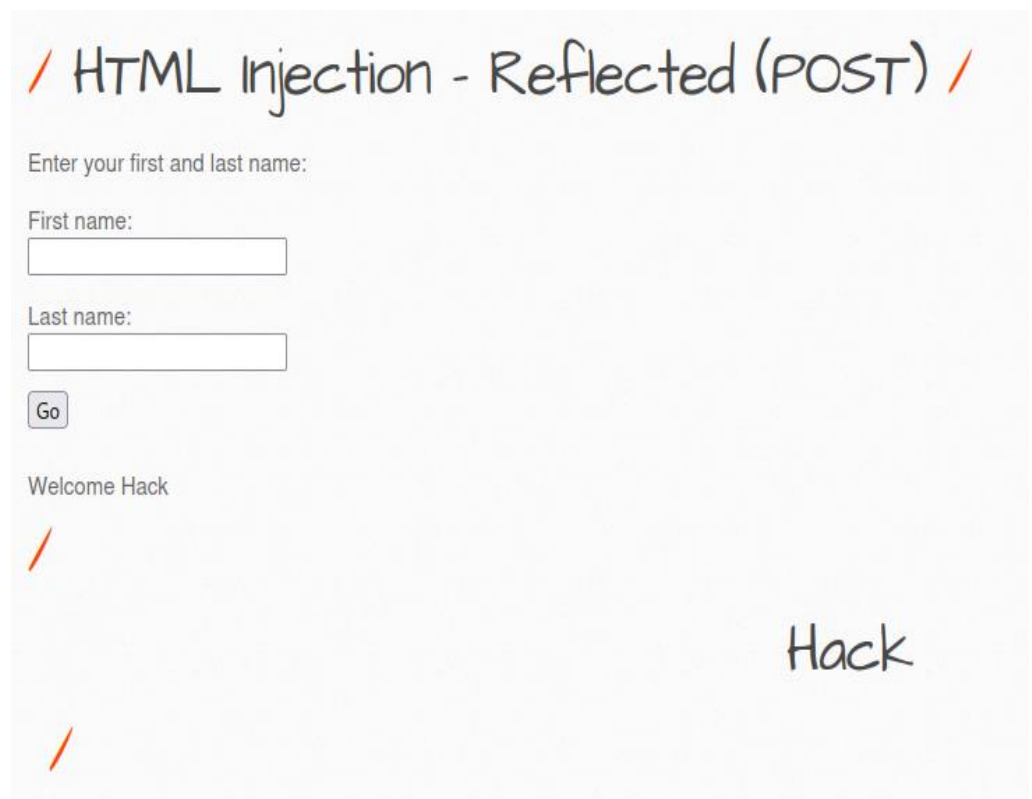 / HTML Injection - Reflected (POST) /
Enter your first and last name:
First name:
Last name:
Go
Welcome Hack
/
Hack
/